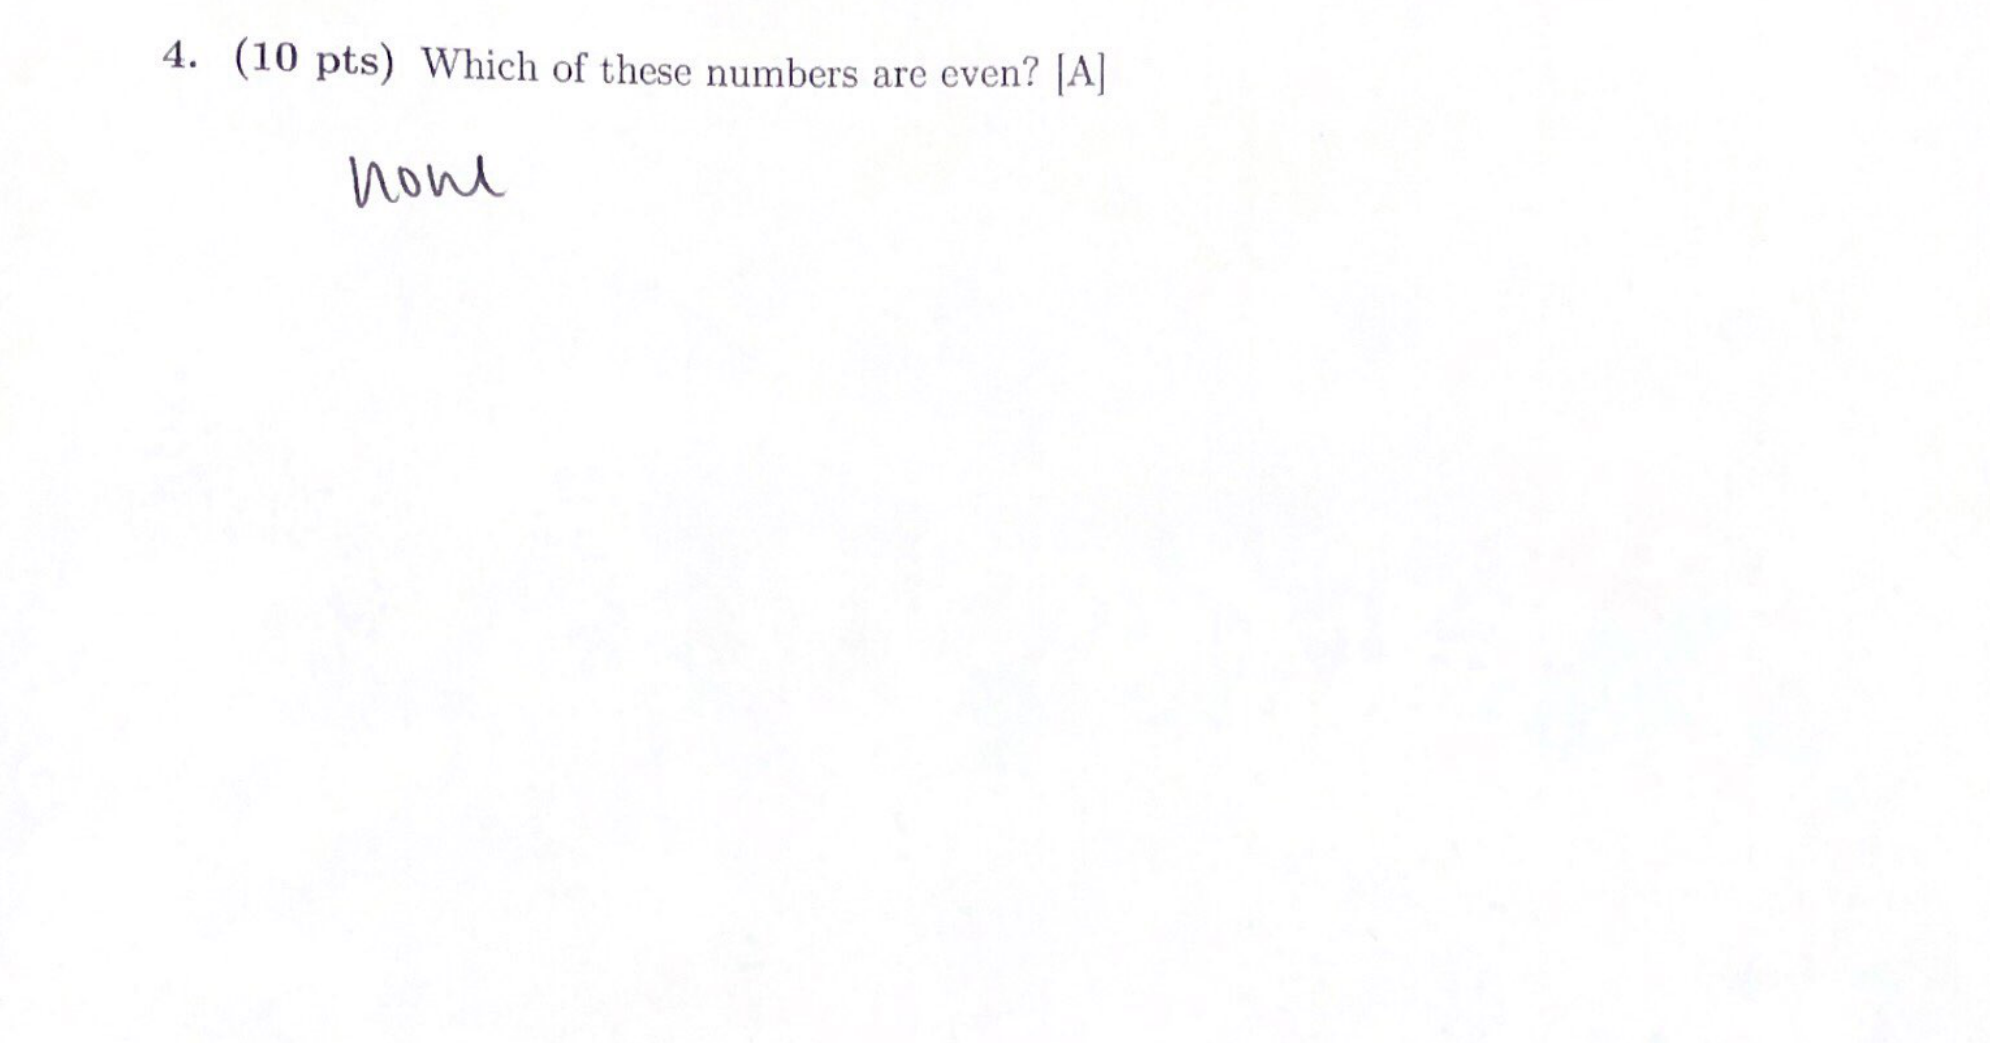 4. (10 pts) Which of these numbers are even? [A]
none